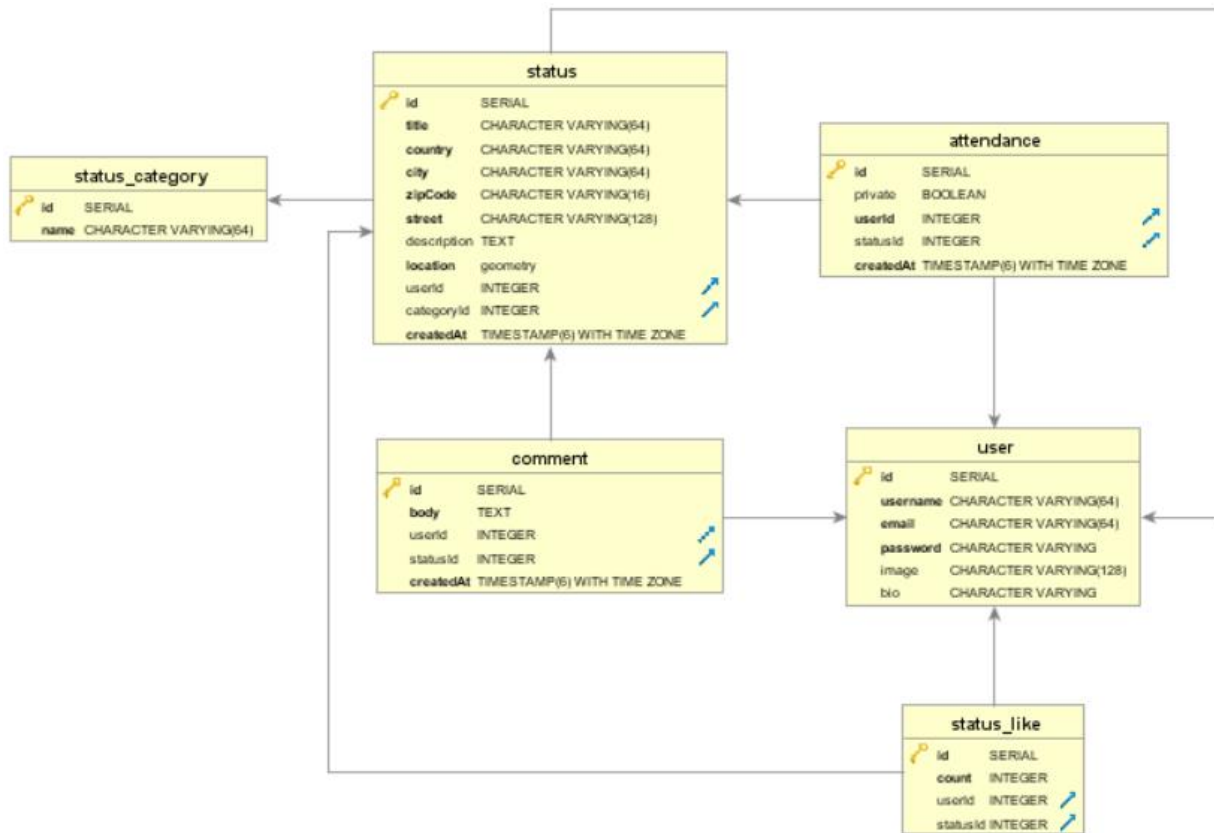 status
id SERIAL
title CHARACTER VARYING(64)
country CHARACTER VARYING(64)
city CHARACTER VARYING(64)
zipCode CHARACTER VARYING(16)
street CHARACTER VARYING(128)
description TEXT
location geometry
userId INTEGER
categoryId INTEGER
createdAt TIMESTAMP(6) WITH TIME ZONE
attendance
id SERIAL
private BOOLEAN
userId INTEGER
statusId INTEGER
createdAt TIMESTAMP(6) WITH TIME ZONE
status_category
id SERIAL
name CHARACTER VARYING(64)
comment
id SERIAL
body TEXT
userId INTEGER
statusId INTEGER
createdAt TIMESTAMP(6) WITH TIME ZONE
user
id SERIAL
username CHARACTER VARYING(64)
email CHARACTER VARYING(64)
password CHARACTER VARYING
image CHARACTER VARYING(128)
bio CHARACTER VARYING
status_like
id SERIAL
count INTEGER
userId INTEGER
statusId INTEGER